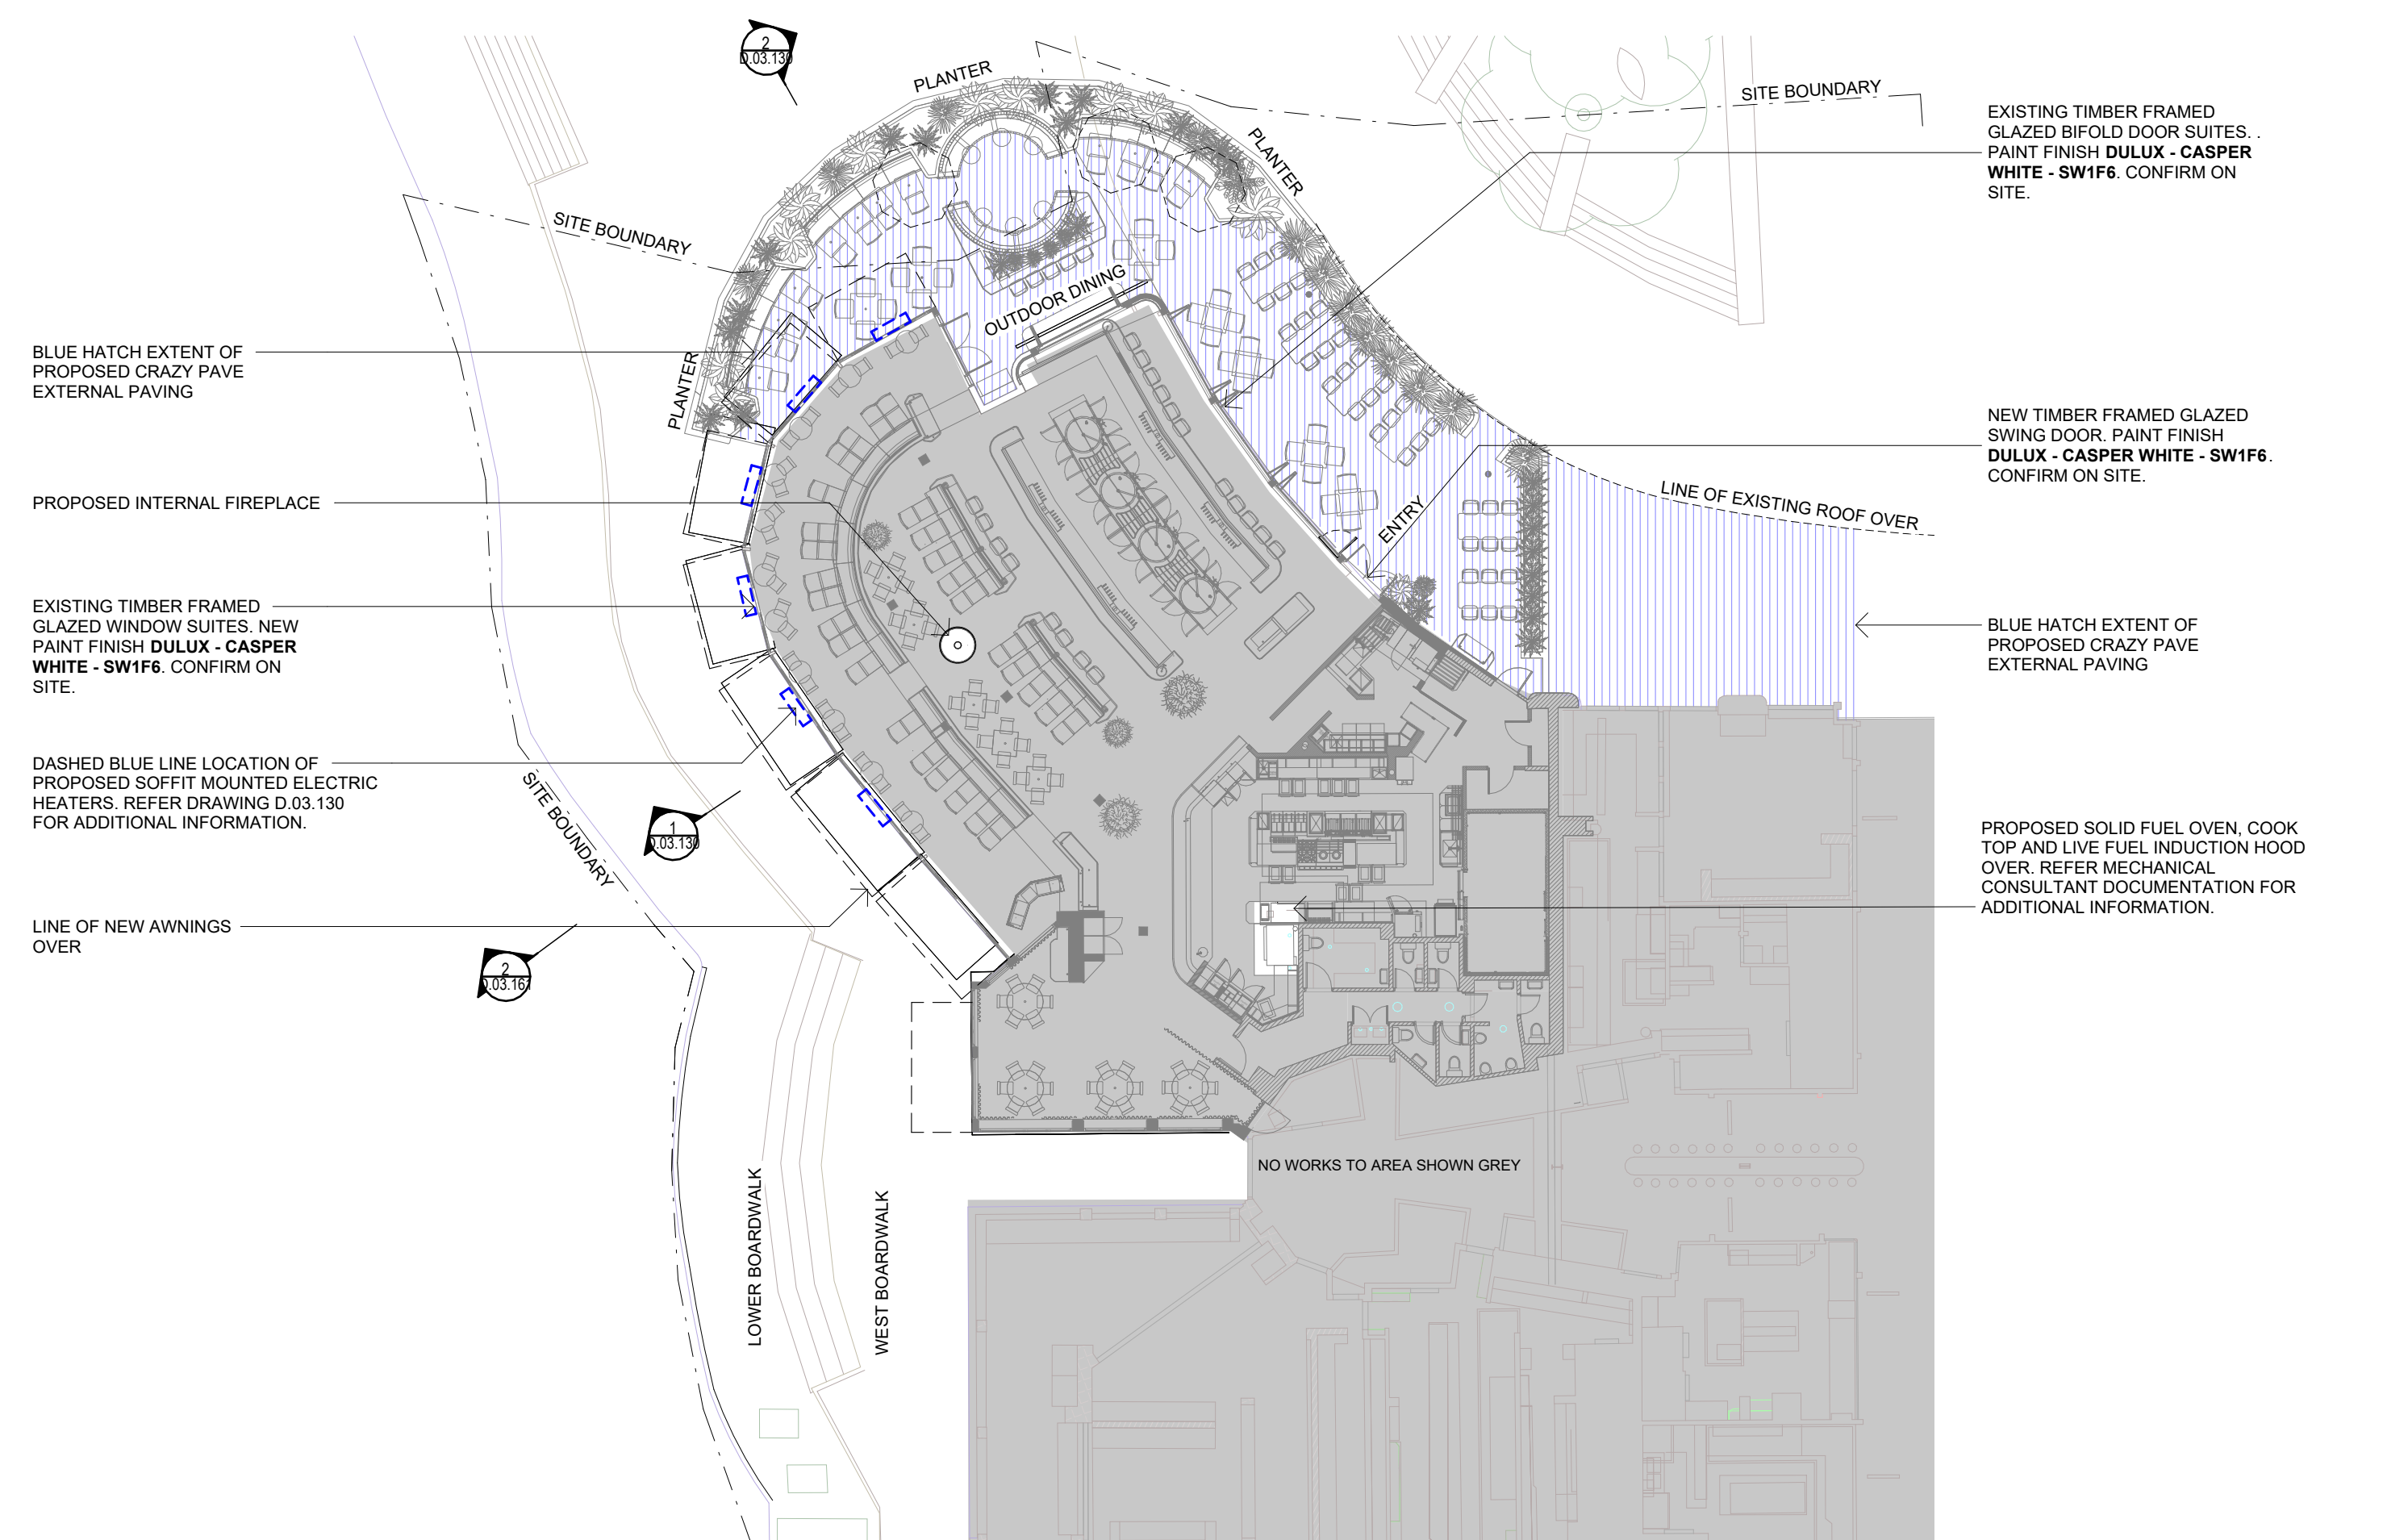 2
D.03.130
PLANTER
SITE BOUNDARY
EXISTING TIMBER FRAMED
GLAZED BIFOLD DOOR SUITES. .
PAINT FINISH DULUX - CASPER
WHITE - SW1F6. CONFIRM ON
SITE.
PLANTER
SITE BOUNDARY
OUTDOOR DINING
BLUE HATCH EXTENT OF
PROPOSED CRAZY PAVE
EXTERNAL PAVING
PLANTER
NEW TIMBER FRAMED GLAZED
SWING DOOR. PAINT FINISH
DULUX - CASPER WHITE - SW1F6.
CONFIRM ON SITE.
PROPOSED INTERNAL FIREPLACE
ENTRY
LINE OF EXISTING ROOF OVER
EXISTING TIMBER FRAMED
GLAZED WINDOW SUITES. NEW
PAINT FINISH DULUX - CASPER
WHITE - SW1F6. CONFIRM ON
SITE.
BLUE HATCH EXTENT OF
PROPOSED CRAZY PAVE
EXTERNAL PAVING
DASHED BLUE LINE LOCATION OF
PROPOSED SOFFIT MOUNTED ELECTRIC
HEATERS. REFER DRAWING D.03.130
FOR ADDITIONAL INFORMATION.
SITE BOUNDARY
1
D.03.130
PROPOSED SOLID FUEL OVEN, COOK
TOP AND LIVE FUEL INDUCTION HOOD
OVER. REFER MECHANICAL
CONSULTANT DOCUMENTATION FOR
ADDITIONAL INFORMATION.
LINE OF NEW AWNINGS
OVER
2
D.03.161
NO WORKS TO AREA SHOWN GREY
LOWER BOARDWALK
WEST BOARDWALK